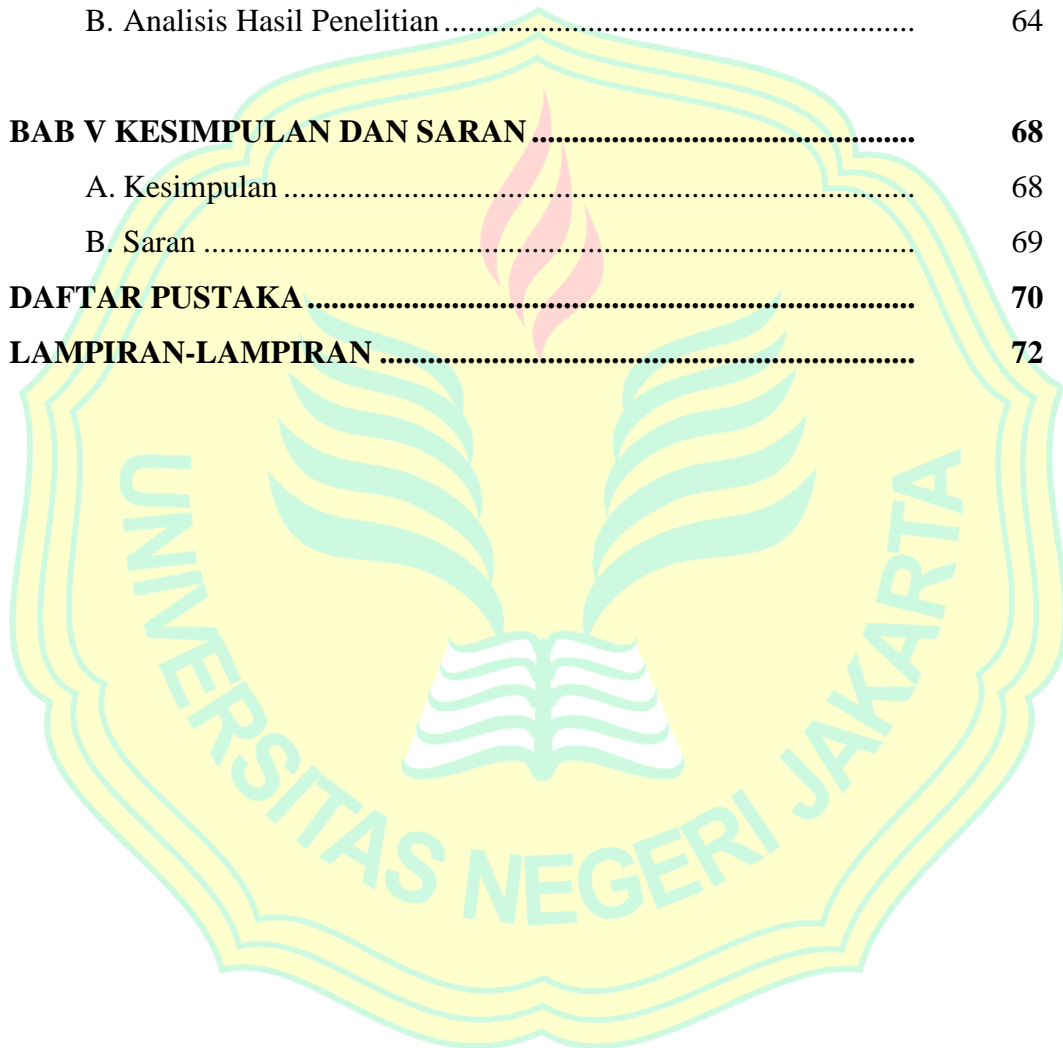 B. Analisis Hasil Penelitian ........................................................... 64
BAB V KESIMPULAN DAN SARAN ................................................ 68
A. Kesimpulan ............................................................................... 68
B. Saran ......................................................................................... 69
DAFTAR PUSTAKA ............................................................................ 70
LAMPIRAN-LAMPIRAN ................................................................... 72
UNIVERSITAS NEGERI JAKARTA